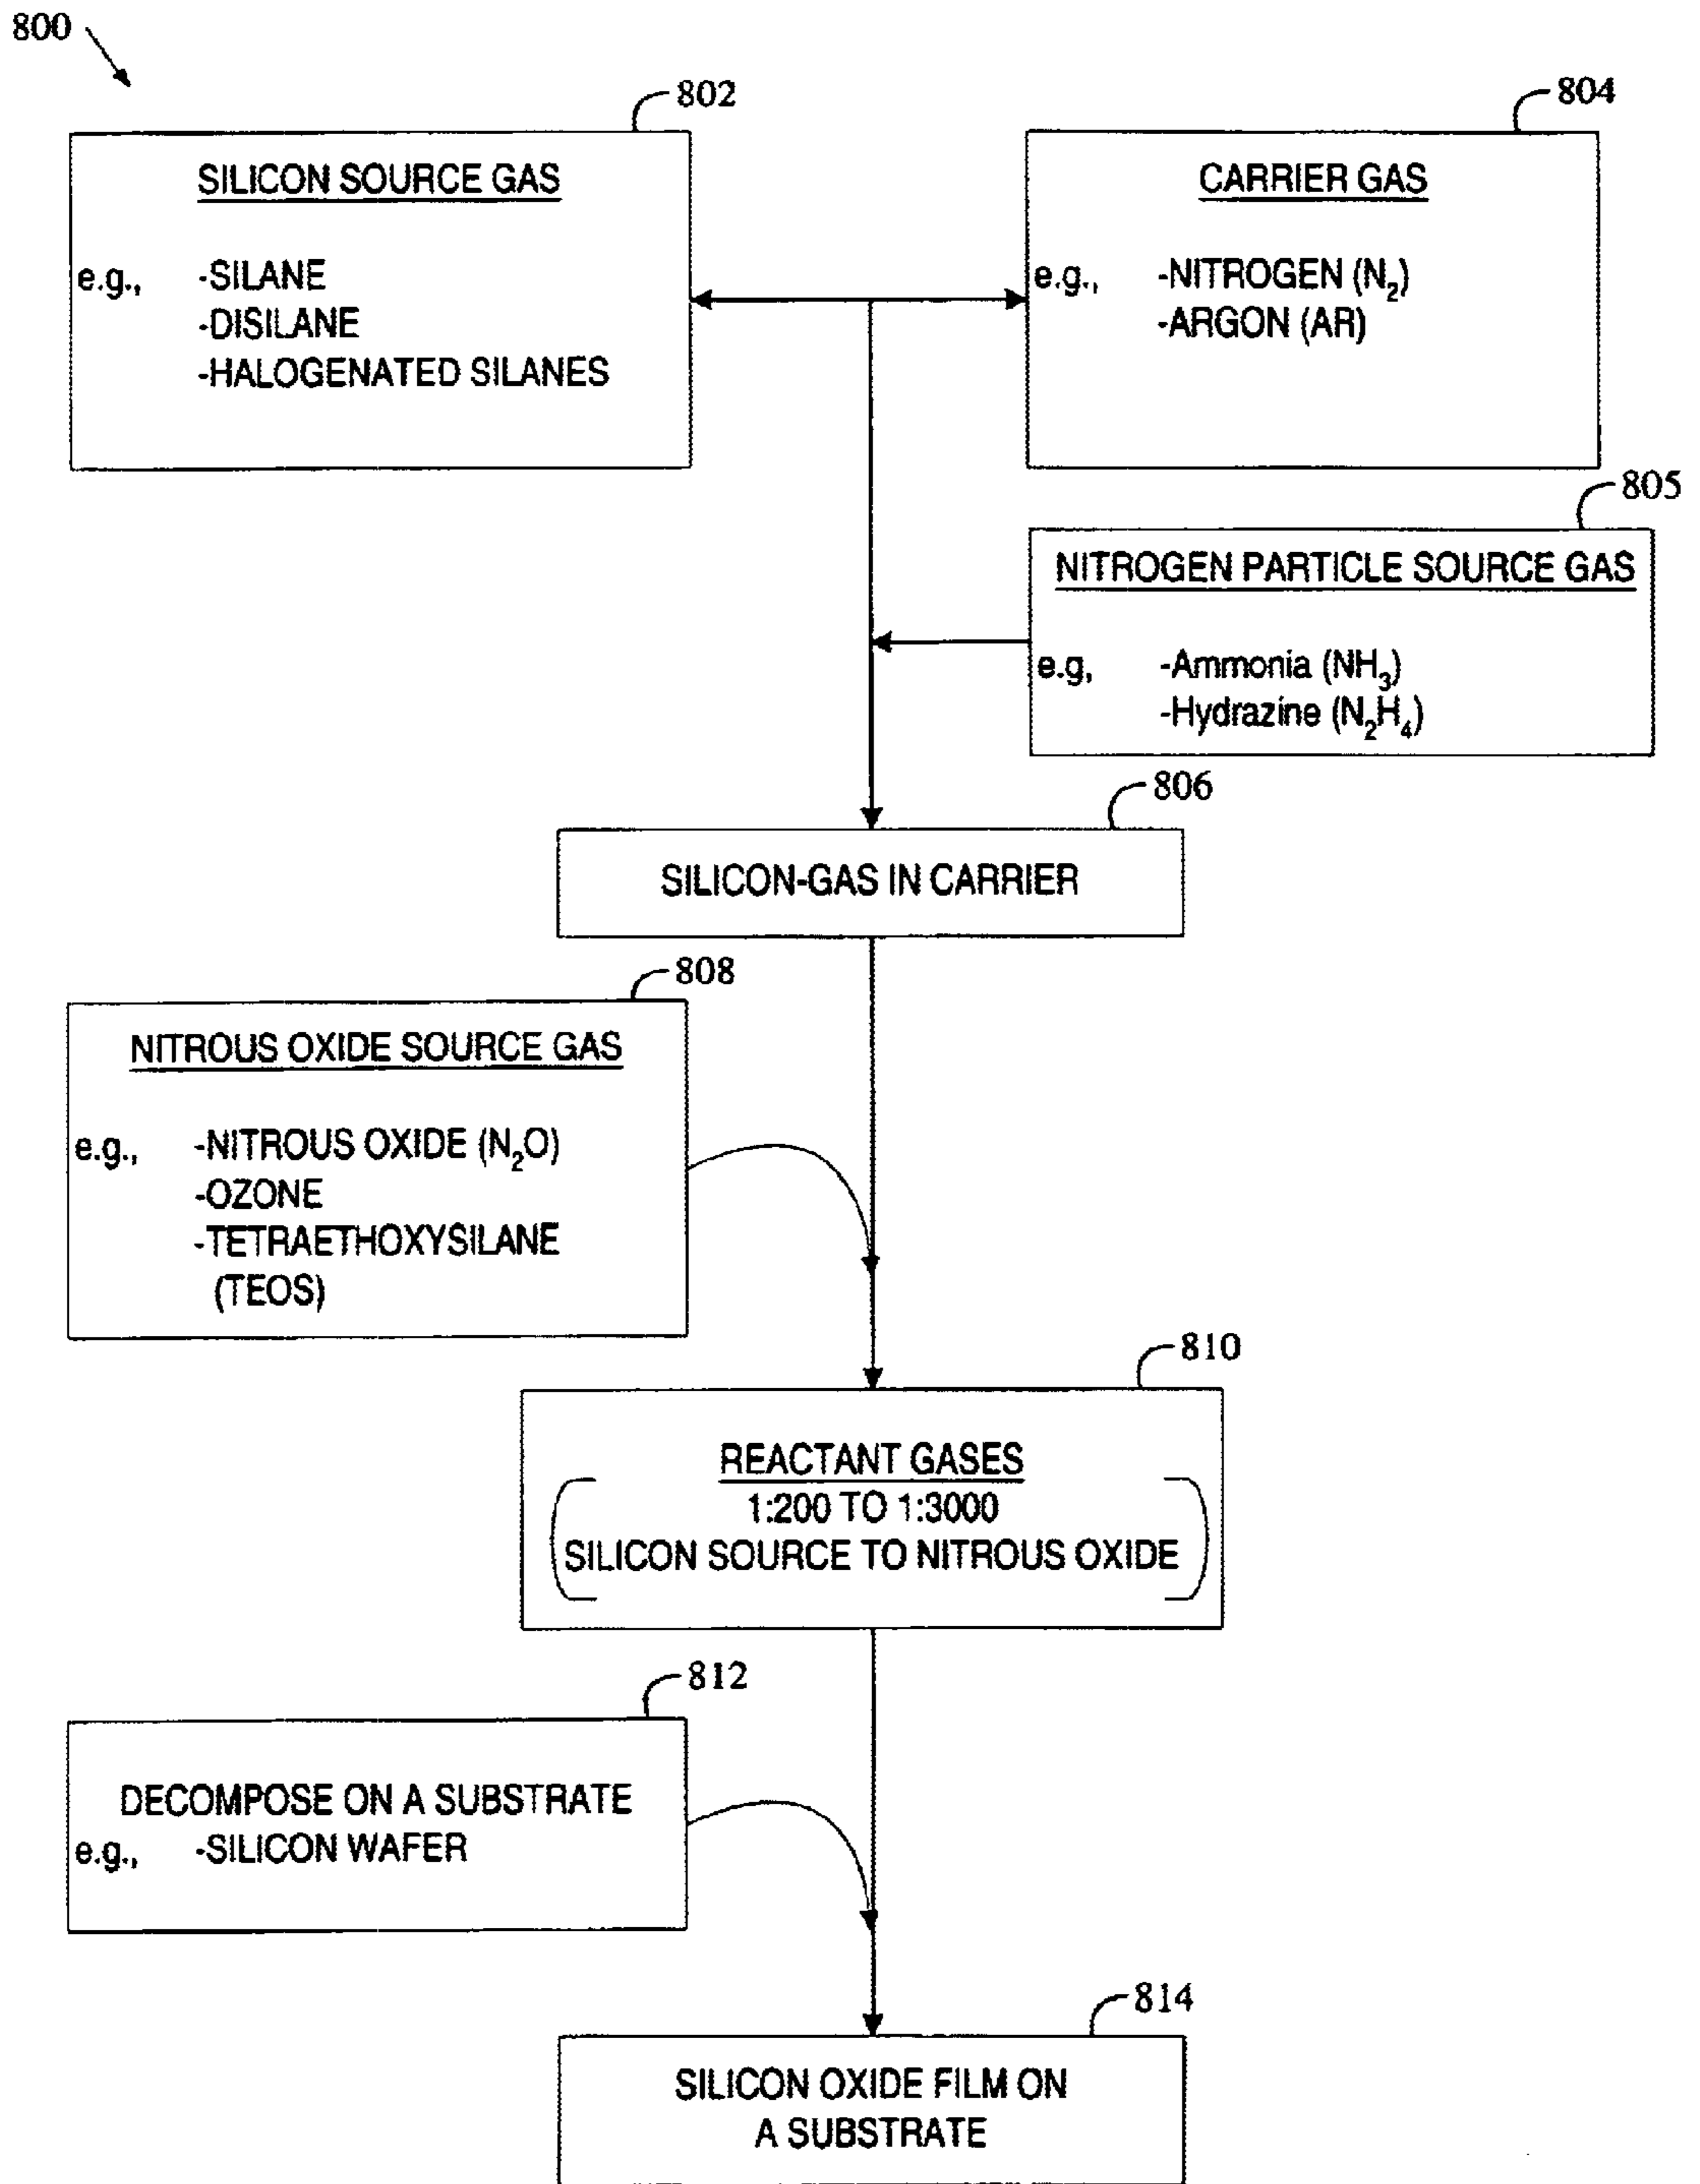 800
802
SILICON SOURCE GAS
e.g., -SILANE
-DISILANE
-HALOGENATED SILANES
804
CARRIER GAS
e.g., -NITROGEN (N₂)
-ARGON (AR)
805
NITROGEN PARTICLE SOURCE GAS
e.g, -Ammonia (NH₃)
-Hydrazine (N₂H₄)
806
SILICON-GAS IN CARRIER
808
NITROUS OXIDE SOURCE GAS
e.g., -NITROUS OXIDE (N₂O)
-OZONE
-TETRAETHOXYSILANE
(TEOS)
810
REACTANT GASES
1:200 TO 1:3000
SILICON SOURCE TO NITROUS OXIDE
812
DECOMPOSE ON A SUBSTRATE
e.g., -SILICON WAFER
814
SILICON OXIDE FILM ON
A SUBSTRATE